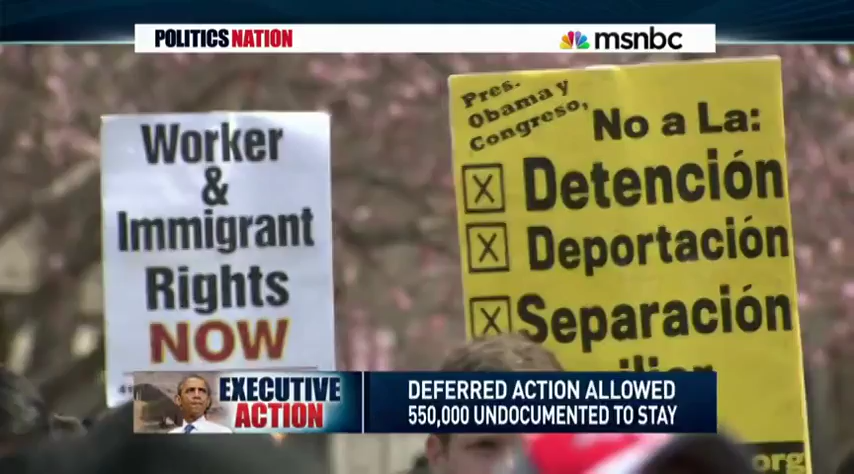 POLITICS NATION
msnbc
Worker
&
Immigrant
Rights
NOW
Pres.
Obama y
Congreso,
No a La:
X Detención
X Deportación
X Separación
org
EXECUTIVE
ACTION
DEFERRED ACTION ALLOWED
550,000 UNDOCUMENTED TO STAY